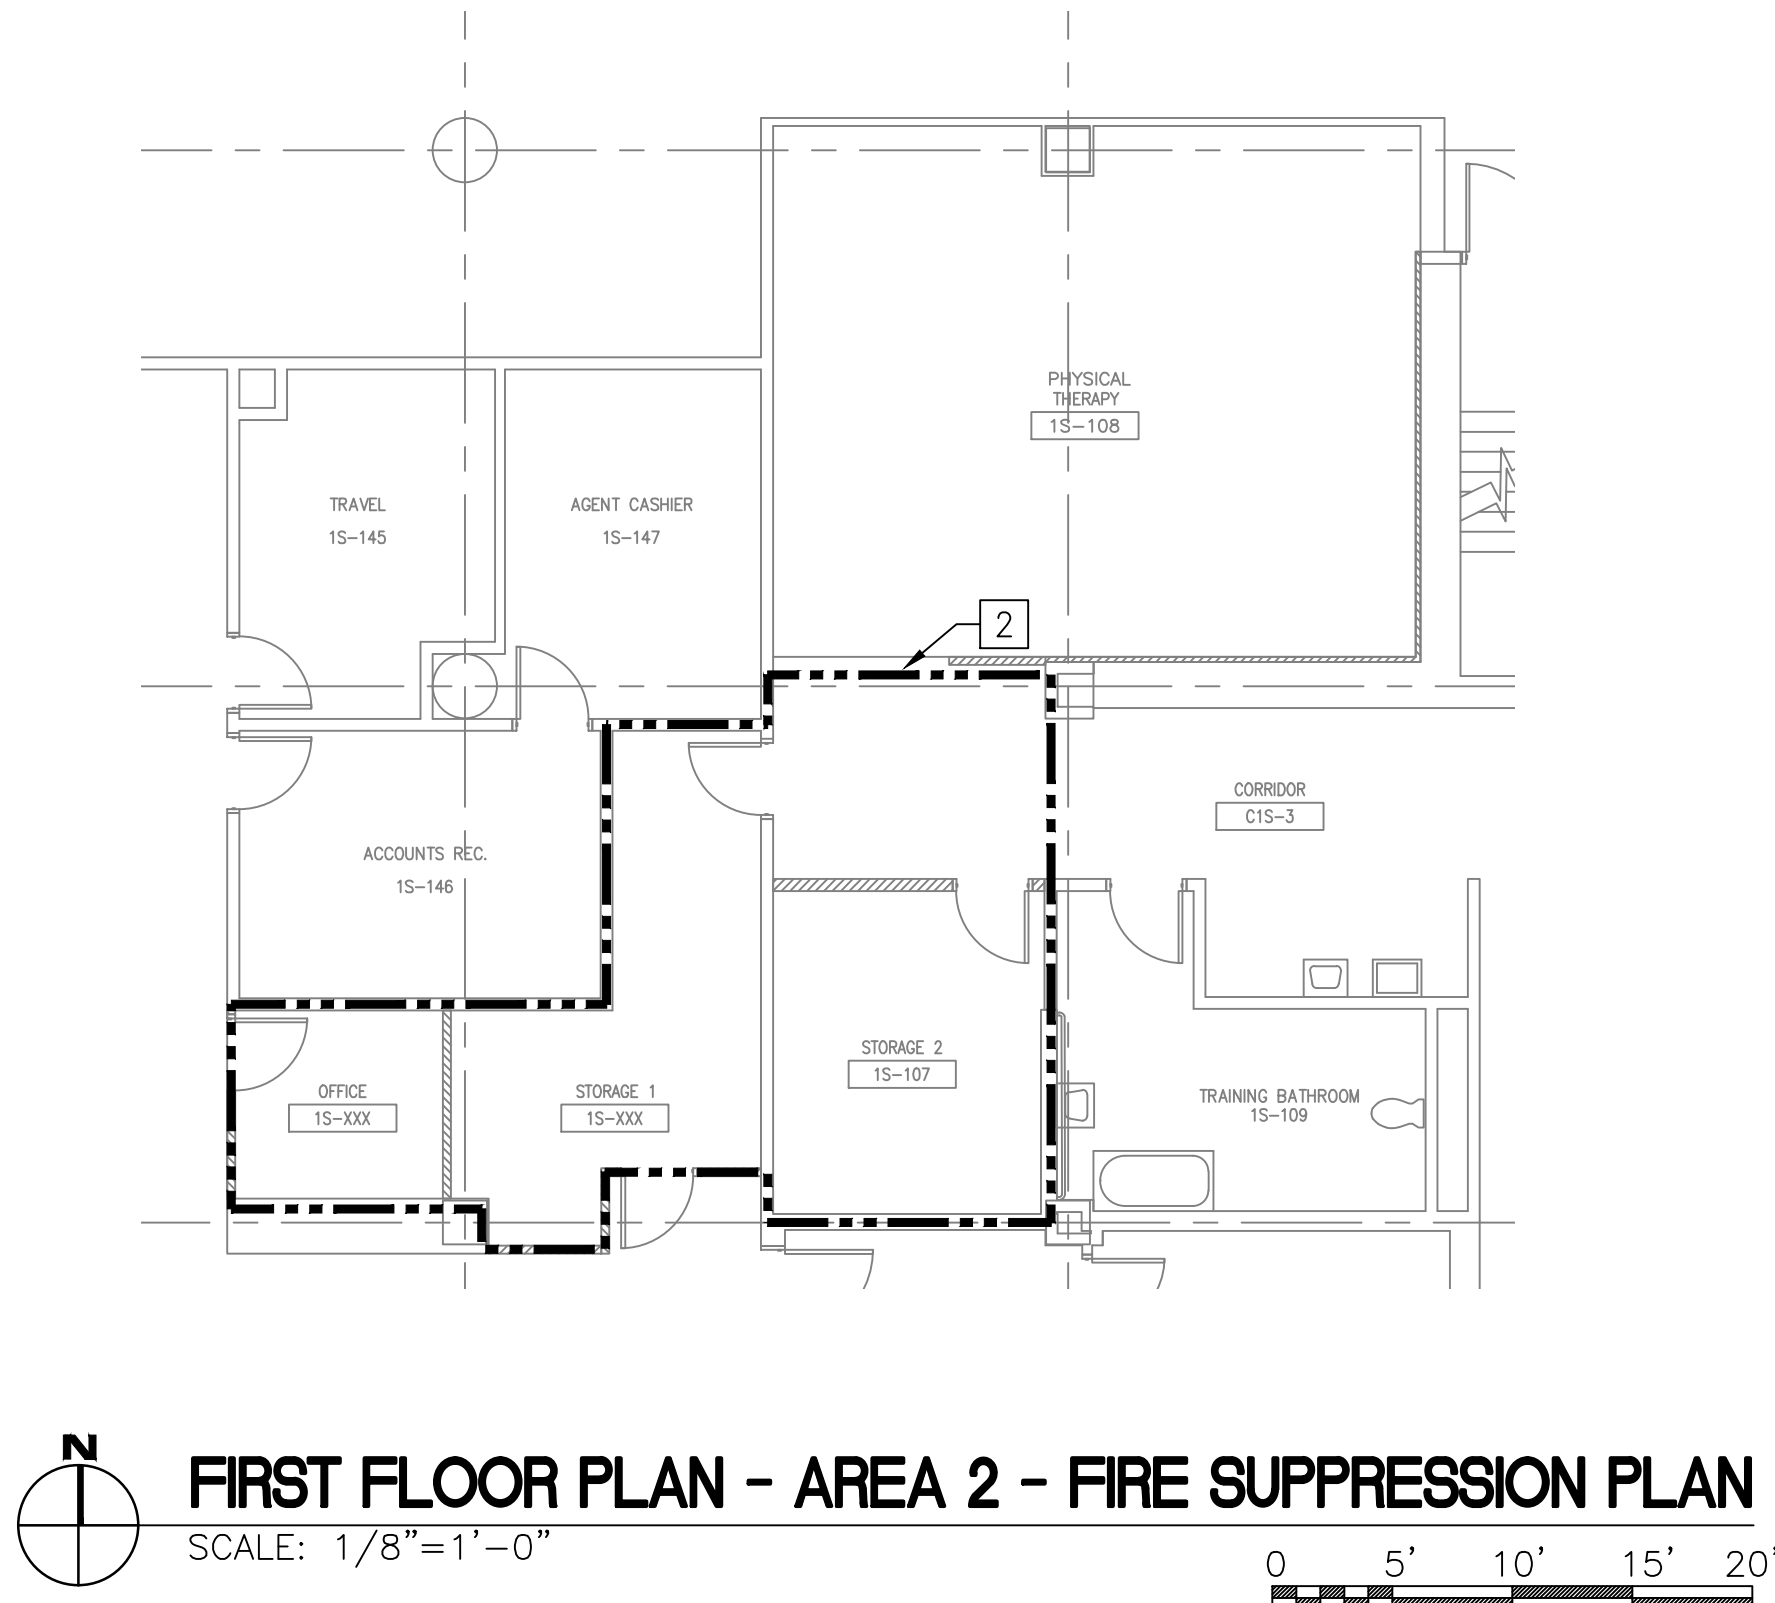 PHYSICAL
THERAPY
1S-108
TRAVEL
1S-145
AGENT CASHIER
1S-147
2
CORRIDOR
C1S-3
ACCOUNTS REC.
1S-146
STORAGE 2
1S-107
OFFICE
1S-XXX
STORAGE 1
1S-XXX
TRAINING BATHROOM
1S-109
N
FIRST FLOOR PLAN - AREA 2 - FIRE SUPPRESSION PLAN
SCALE: 1/8"=1'-0"
0 5' 10' 15' 20'